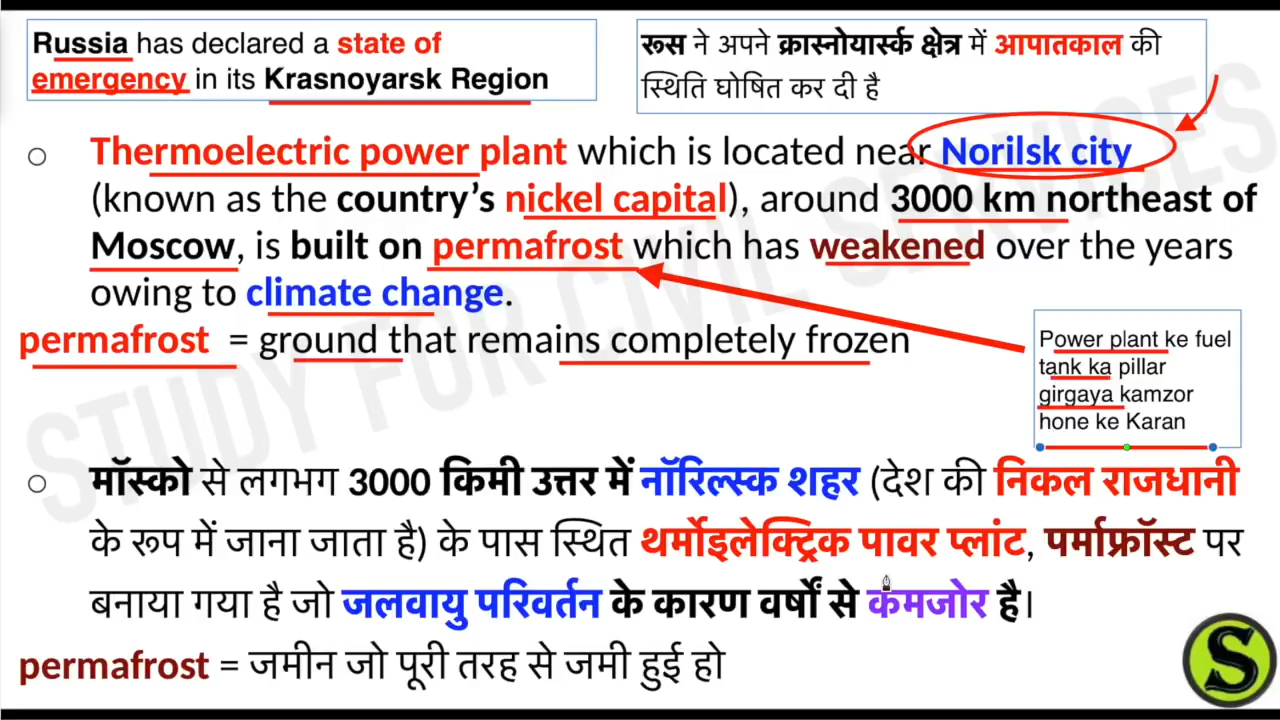 Russia has declared a state of
emergency in its Krasnoyarsk Region
रूस ने अपने क्रास्नोयार्स्क क्षेत्र में आपातकाल की
स्थिति घोषित कर दी है
Thermoelectric power plant which is located near Norilsk city
(known as the country's nickel capital), around 3000 km northeast of
Moscow, is built on permafrost which has weakened over the years
owing to climate change.
permafrost = ground that remains completely frozen
Power plant ke fuel
tank ka pillar
girgaya kamzor
hone ke Karan
मॉस्को से लगभग 3000 किमी उत्तर में नॉरिल्स्क शहर (देश की निकल राजधानी
के रूप में जाना जाता है) के पास स्थित थर्मोइलेक्ट्रिक पावर प्लांट, पर्माफ्रॉस्ट पर
बनाया गया है जो जलवायु परिवर्तन के कारण वर्षों से कमजोर है।
permafrost = जमीन जो पूरी तरह से जमी हुई हो
STUDY FOR CIVIL SERVICES
S